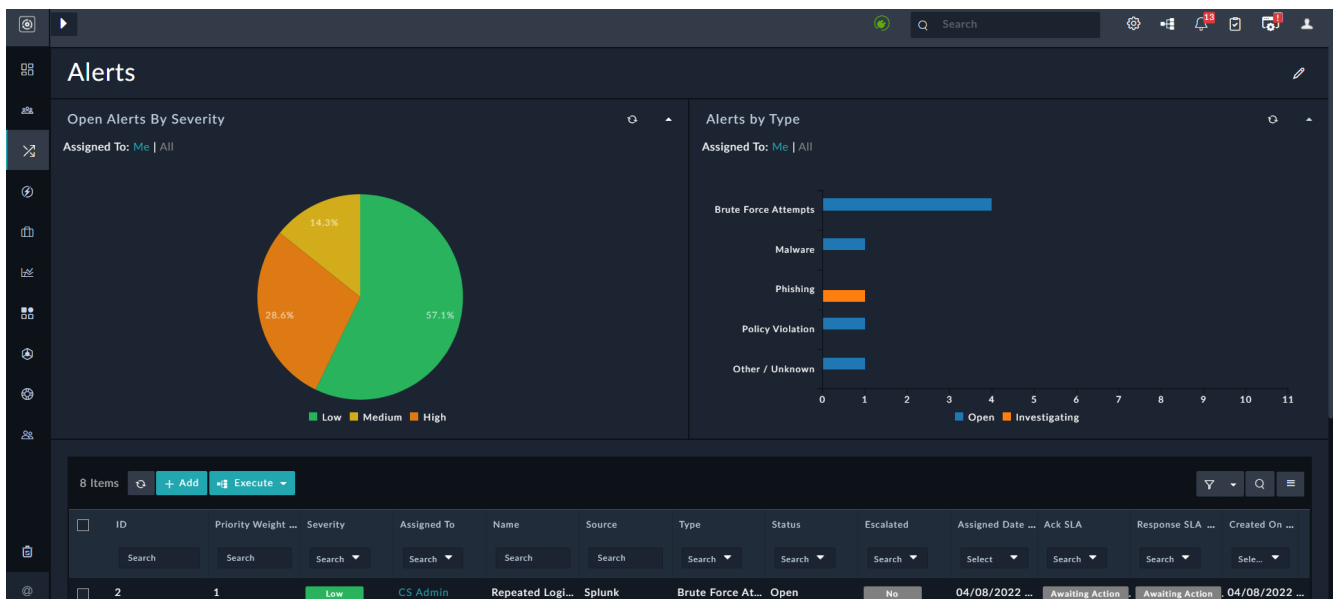 Search
13
!
Alerts
Open Alerts By Severity
Assigned To: Me | All
14.3%
28.6%
57.1%
Low Medium High
Alerts by Type
Assigned To: Me | All
Brute Force Attempts
Malware
Phishing
Policy Violation
Other / Unknown
0 1 2 3 4 5 6 7 8 9 10 11
Open Investigating
8 Items + Add Execute
ID Priority Weight ... Severity Assigned To Name Source Type Status Escalated Assigned Date ... Ack SLA Response SLA ... Created On ...
Search Search Search Search Search Search Search Search Search Select Search Search Sele...
2 1 Low CS Admin Repeated Logi... Splunk Brute Force At... Open No 04/08/2022 ... Awaiting Action Awaiting Action 04/08/2022 ...
@